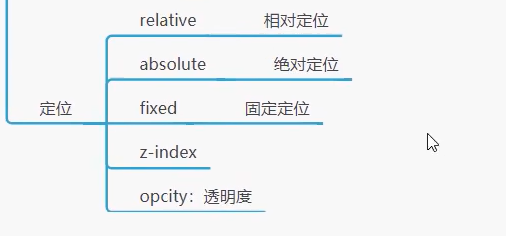 relative 相对定位
absolute 绝对定位
定位 fixed 固定定位
z-index
opcity：透明度